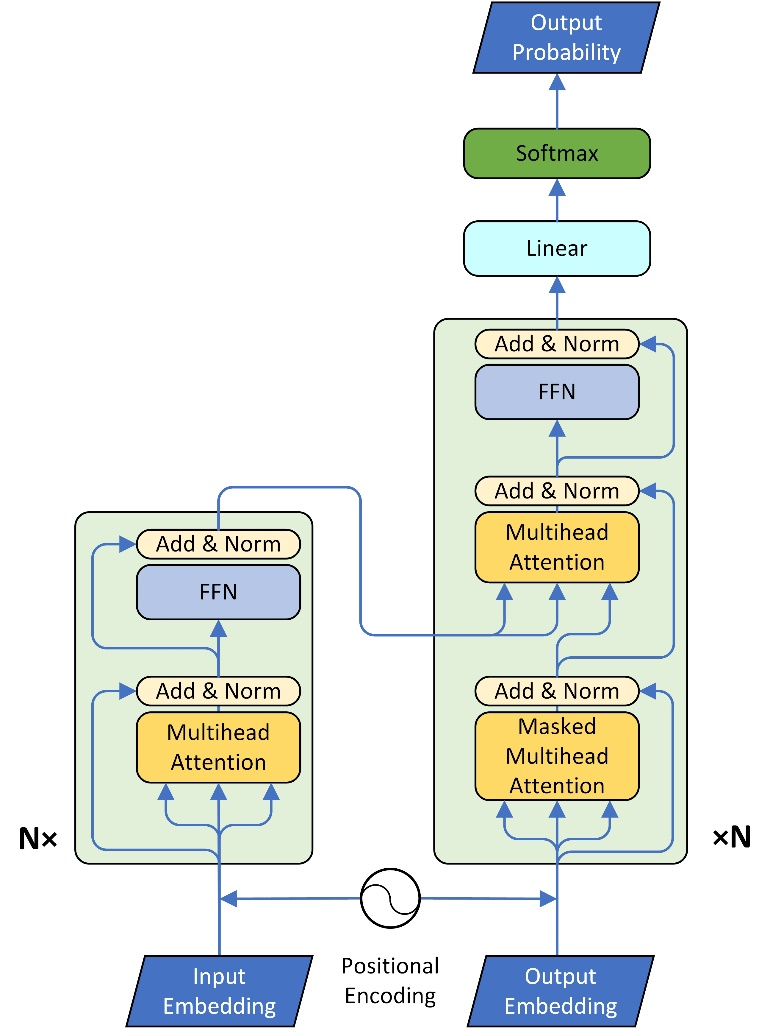 Output
Probability
Softmax
Linear
Add & Norm
FFN
Add & Norm
Multihead
Attention
Add & Norm
Masked
Multihead
Attention
×N
Add & Norm
FFN
Add & Norm
Multihead
Attention
N×
Positional
Encoding
Input
Embedding
Output
Embedding